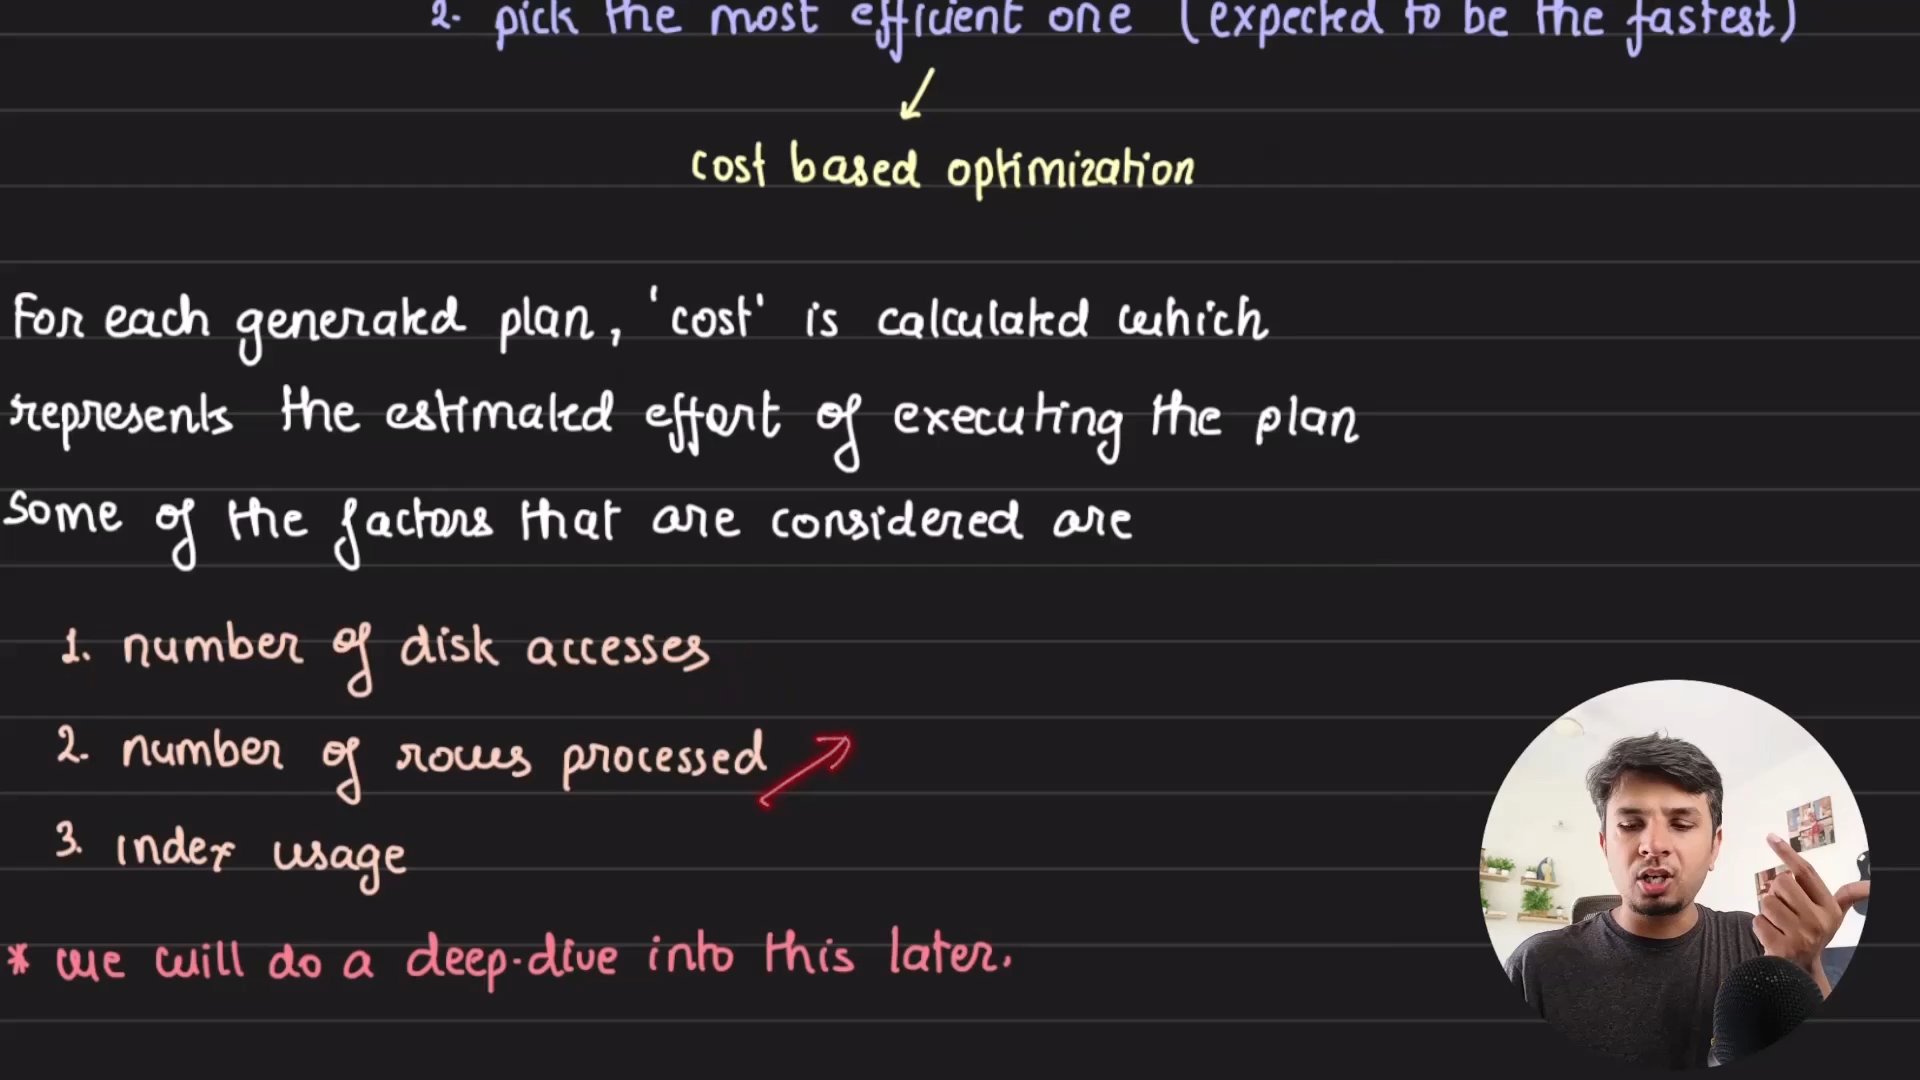 2. pick the most efficient one (expected to be the fastest)
cost based optimization
For each generated plan, 'cost' is calculated which
represents the estimated effort of executing the plan
Some of the factors that are considered are
1. number of disk accesses
2. number of rows processed
3. index usage
* we will do a deep-dive into this later.